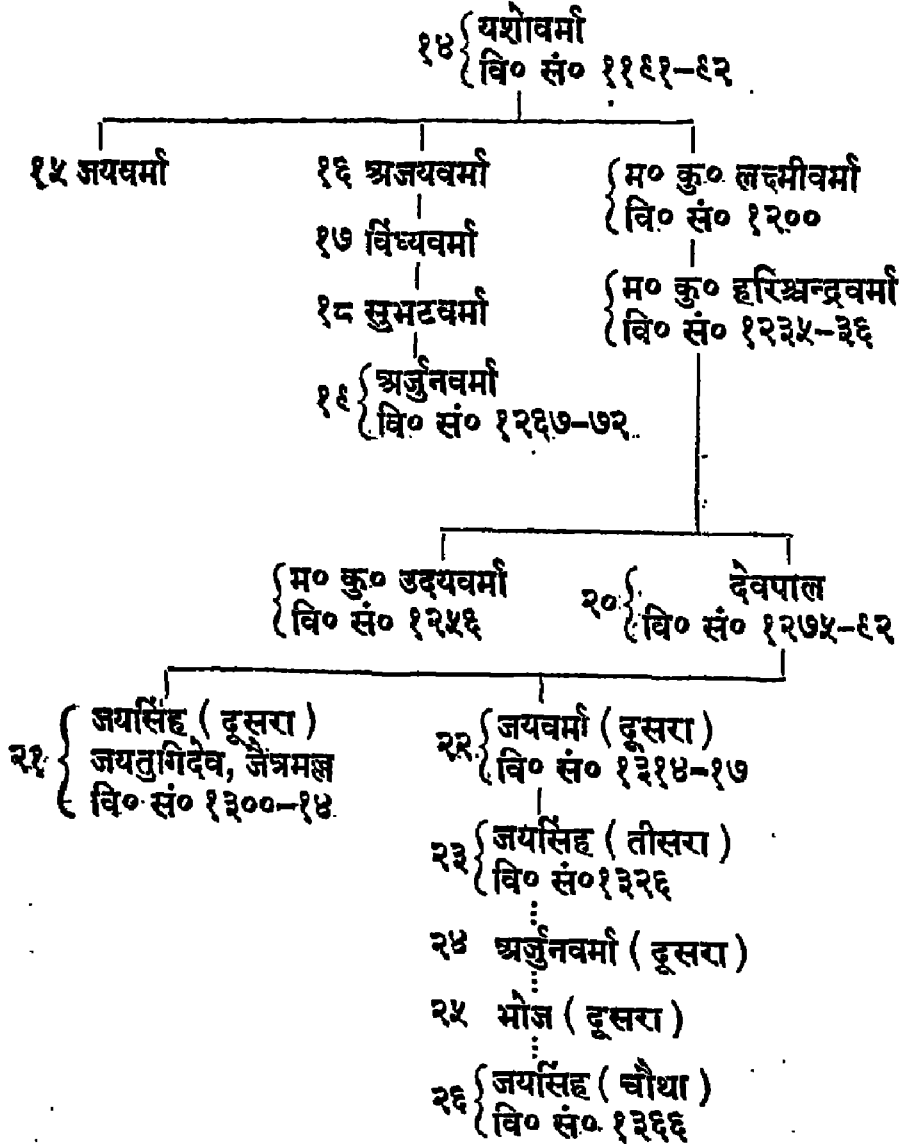 १४ यशोवर्मा
वि० सं० ११९१-९२
१५ जयवर्मा
१६ अजयवर्मा
म० कु० लक्ष्मीवर्मा
वि० सं० १२००
१७ विंध्यवर्मा
१८ सुभटवर्मा
म० कु० हरिश्चन्द्रवर्मा
वि० सं० १२३५-३६
१९ अर्जुनवर्मा
वि० सं० १२६७-७२
म० कु० उदयवर्मा
वि० सं० १२५६
२० देवपाल
वि० सं० १२७५-९२
२१ जयसिंह ( दूसरा )
जयतुगिदेव, जैत्रमल्ल
वि० सं० १३००-१४
२२ जयवर्मा ( दूसरा )
वि० सं० १३१४-१७
२३ जयसिंह ( तीसरा )
वि० सं० १३२६
२४ अर्जुनवर्मा ( दूसरा )
२५ भोज ( दूसरा )
२६ जयसिंह ( चौथा )
वि० सं० १३६६